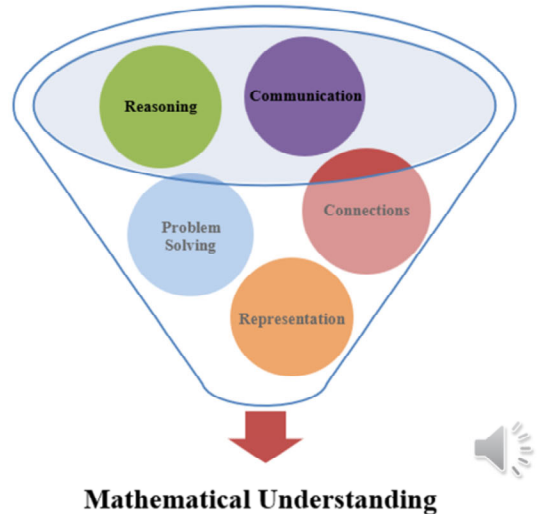 Reasoning
Communication
Problem
Solving
Connections
Representation
Mathematical Understanding